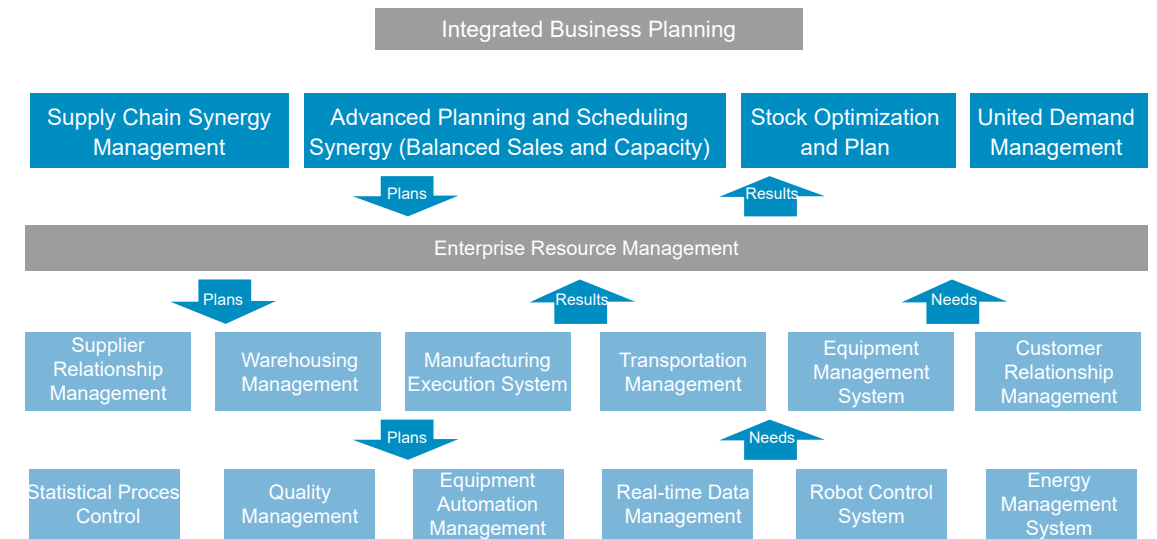 Integrated Business Planning
Supply Chain Synergy
Management
Advanced Planning and Scheduling
Synergy (Balanced Sales and Capacity)
Stock Optimization
and Plan
United Demand
Management
Plans
Results
Enterprise Resource Management
Plans
Results
Needs
Supplier
Relationship
Management
Warehousing
Management
Manufacturing
Execution System
Transportation
Management
Equipment
Management
System
Customer
Relationship
Management
Plans
Needs
Statistical Proces
Control
Quality
Management
Equipment
Automation
Management
Real-time Data
Management
Robot Control
System
Energy
Management
System